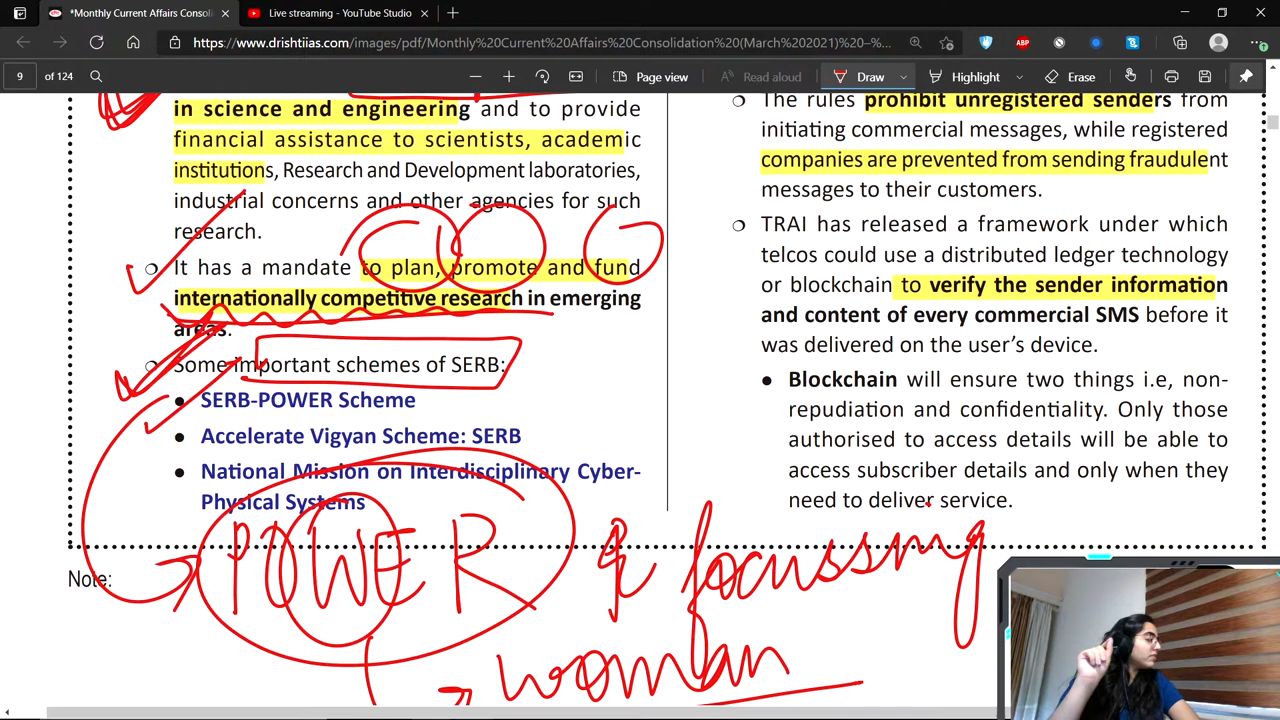 *Monthly Current Affairs Consoli
Live streaming - YouTube Studio
https://www.drishtiias.com/images/pdf/Monthly%20Current%20Affairs%20Consolidation%20(March%202021)%20–%...
ABP
9 of 124
Page view
Read aloud
Draw
Highlight
Erase
in science and engineering and to provide
financial assistance to scientists, academic
institutions, Research and Development laboratories,
industrial concerns and other agencies for such
research.
It has a mandate to plan, promote and fund
internationally competitive research in emerging
areas.
Some important schemes of SERB:
SERB-POWER Scheme
Accelerate Vigyan Scheme: SERB
National Mission on Interdisciplinary Cyber-
Physical Systems
The rules prohibit unregistered senders from
initiating commercial messages, while registered
companies are prevented from sending fraudulent
messages to their customers.
TRAI has released a framework under which
telcos could use a distributed ledger technology
or blockchain to verify the sender information
and content of every commercial SMS before it
was delivered on the user's device.
Blockchain will ensure two things i.e, non-
repudiation and confidentiality. Only those
authorised to access details will be able to
access subscriber details and only when they
need to deliver service.
Note:
POWER focussing
woman